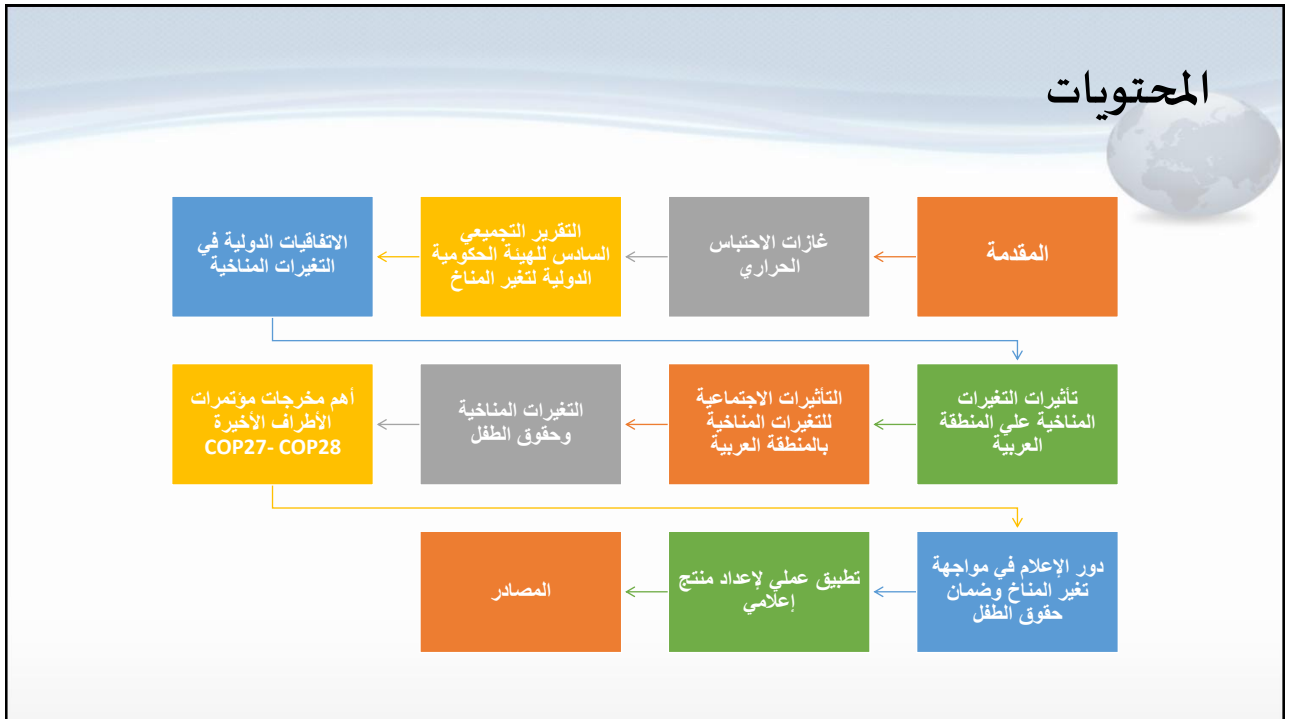 المحتويات
المقدمة
غازات الاحتباس
الحراري
التقرير التجميعي
السادس للهيئة الحكومية
الدولية لتغير المناخ
الاتفاقيات الدولية في
التغيرات المناخية
تأثيرات التغيرات
المناخية علي المنطقة
العربية
التأثيرات الاجتماعية
للتغيرات المناخية
بالمنطقة العربية
التغيرات المناخية
وحقوق الطفل
أهم مخرجات مؤتمرات
الأطراف الأخيرة
COP27- COP28
دور الإعلام في مواجهة
تغير المناخ وضمان
حقوق الطفل
تطبيق عملي لإعداد منتج
إعلامي
المصادر